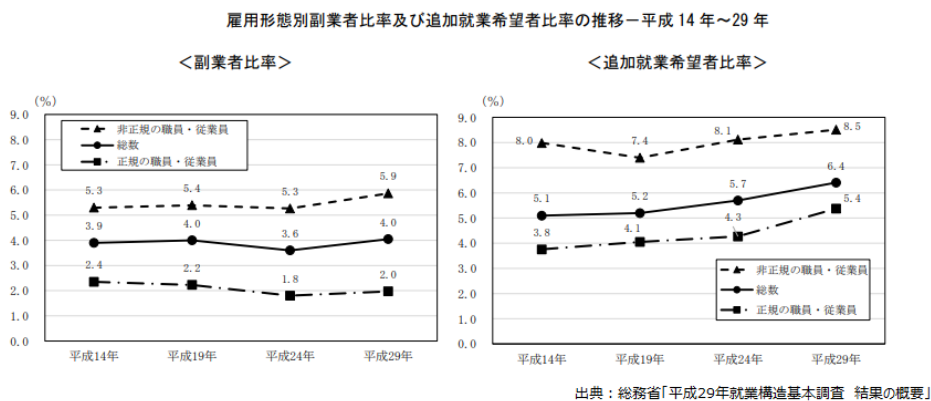 雇用形態別副業者比率及び追加就業希望者比率の推移－平成 14 年～29 年
＜副業者比率＞
(%)
9.0
8.0
7.0
6.0
5.0
4.0
3.0
2.0
1.0
0.0
非正規の職員・従業員
総数
正規の職員・従業員
5.3 5.4 5.3 5.9
3.9 4.0 3.6 4.0
2.4 2.2 1.8 2.0
平成14年 平成19年 平成24年 平成29年
＜追加就業希望者比率＞
(%)
9.0
8.0
7.0
6.0
5.0
4.0
3.0
2.0
1.0
0.0
8.0 7.4 8.1 8.5
5.1 5.2 5.7 6.4
3.8 4.1 4.3 5.4
非正規の職員・従業員
総数
正規の職員・従業員
平成14年 平成19年 平成24年 平成29年
出典：総務省「平成29年就業構造基本調査 結果の概要」